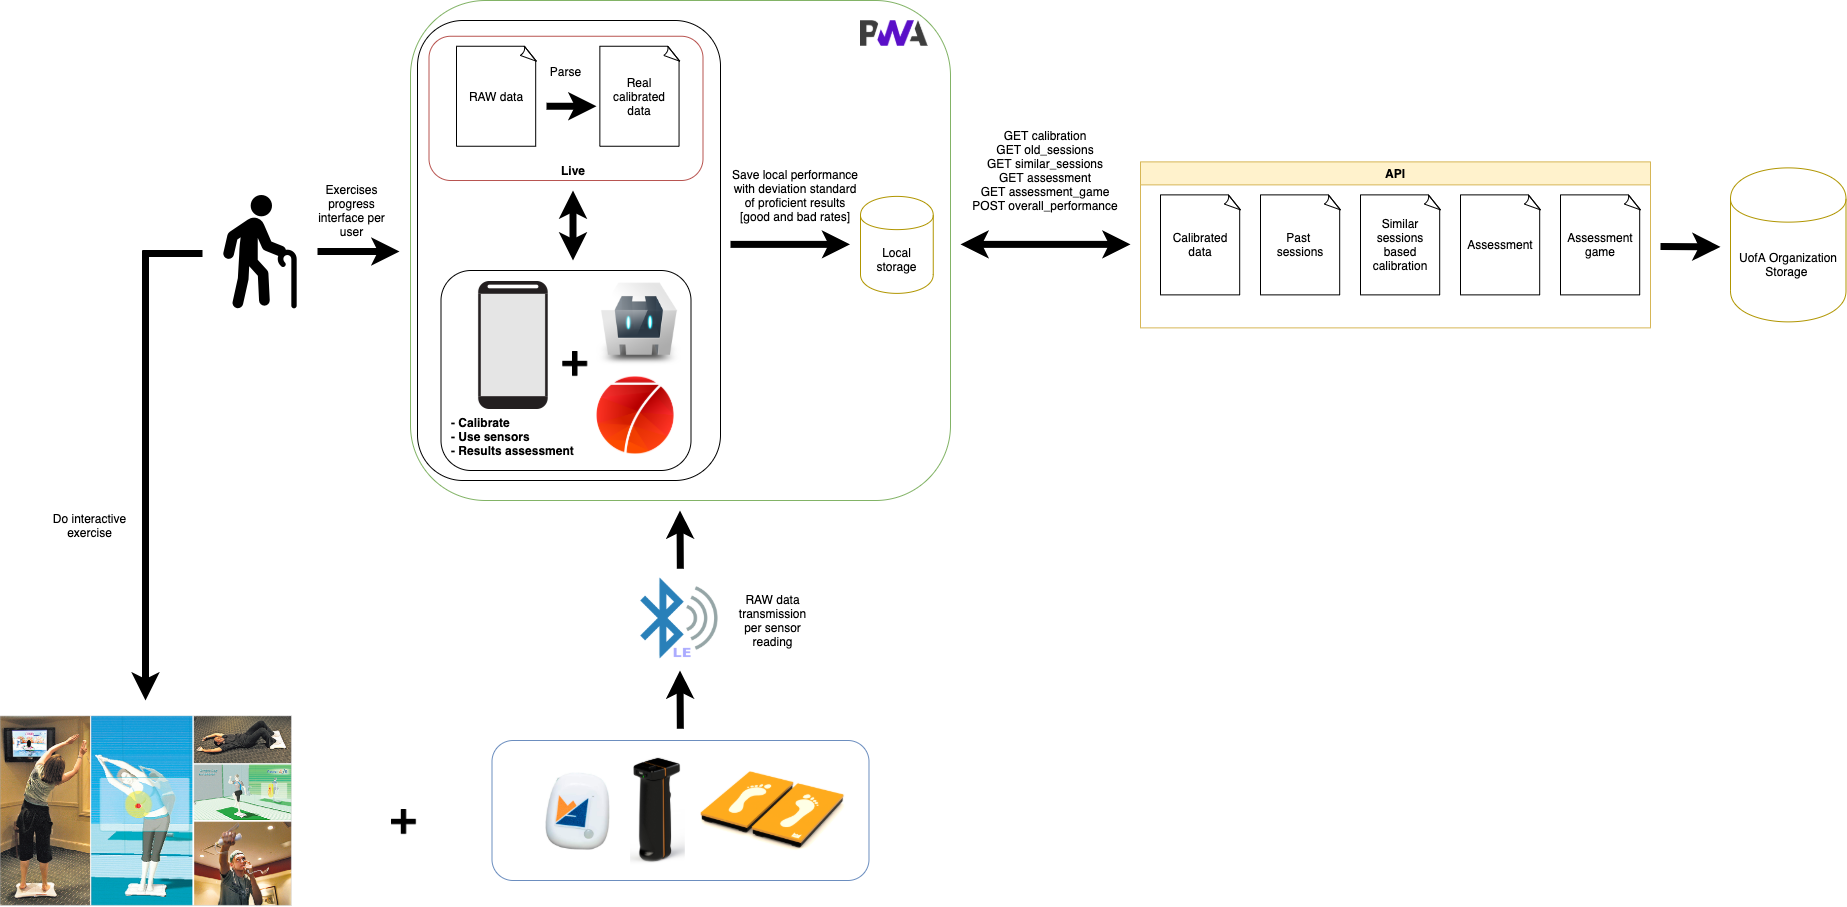 PWA
RAW data
Parse
Real
calibrated
data
Live
Exercises
progress
interface per
user
Save local performance
with deviation standard
of proficient results
[good and bad rates]
Local
storage
- Calibrate
- Use sensors
- Results assessment
GET calibration
GET old_sessions
GET similar_sessions
GET assessment
GET assessment_game
POST overall_performance
API
Calibrated
data
Past
sessions
Similar
sessions
based
calibration
Assessment
Assessment
game
UofA Organization
Storage
Do interactive
exercise
LE
RAW data
transmission
per sensor
reading